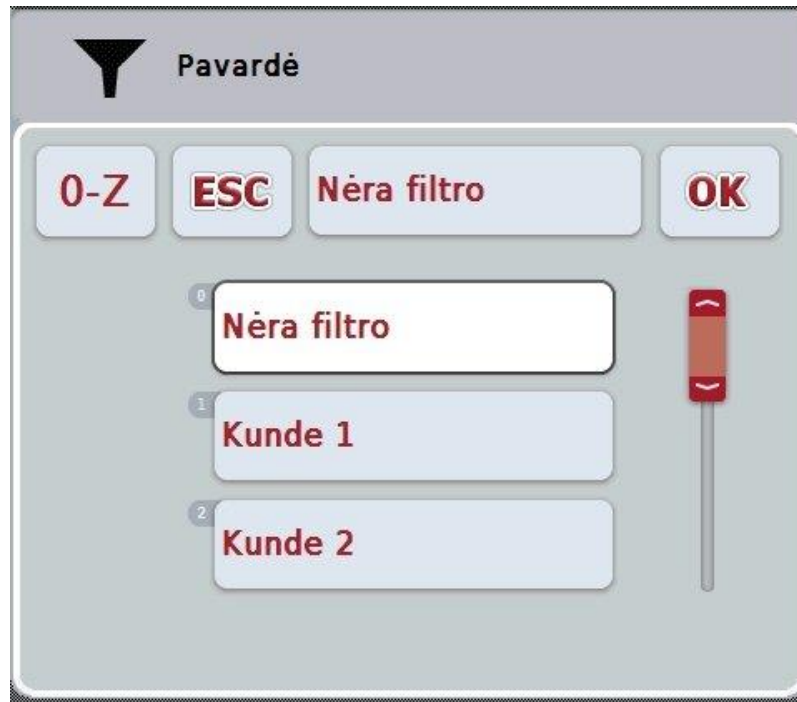 Pavardė
0-Z ESC Nėra filtro OK
0
Nėra filtro
1
Kunde 1
2
Kunde 2